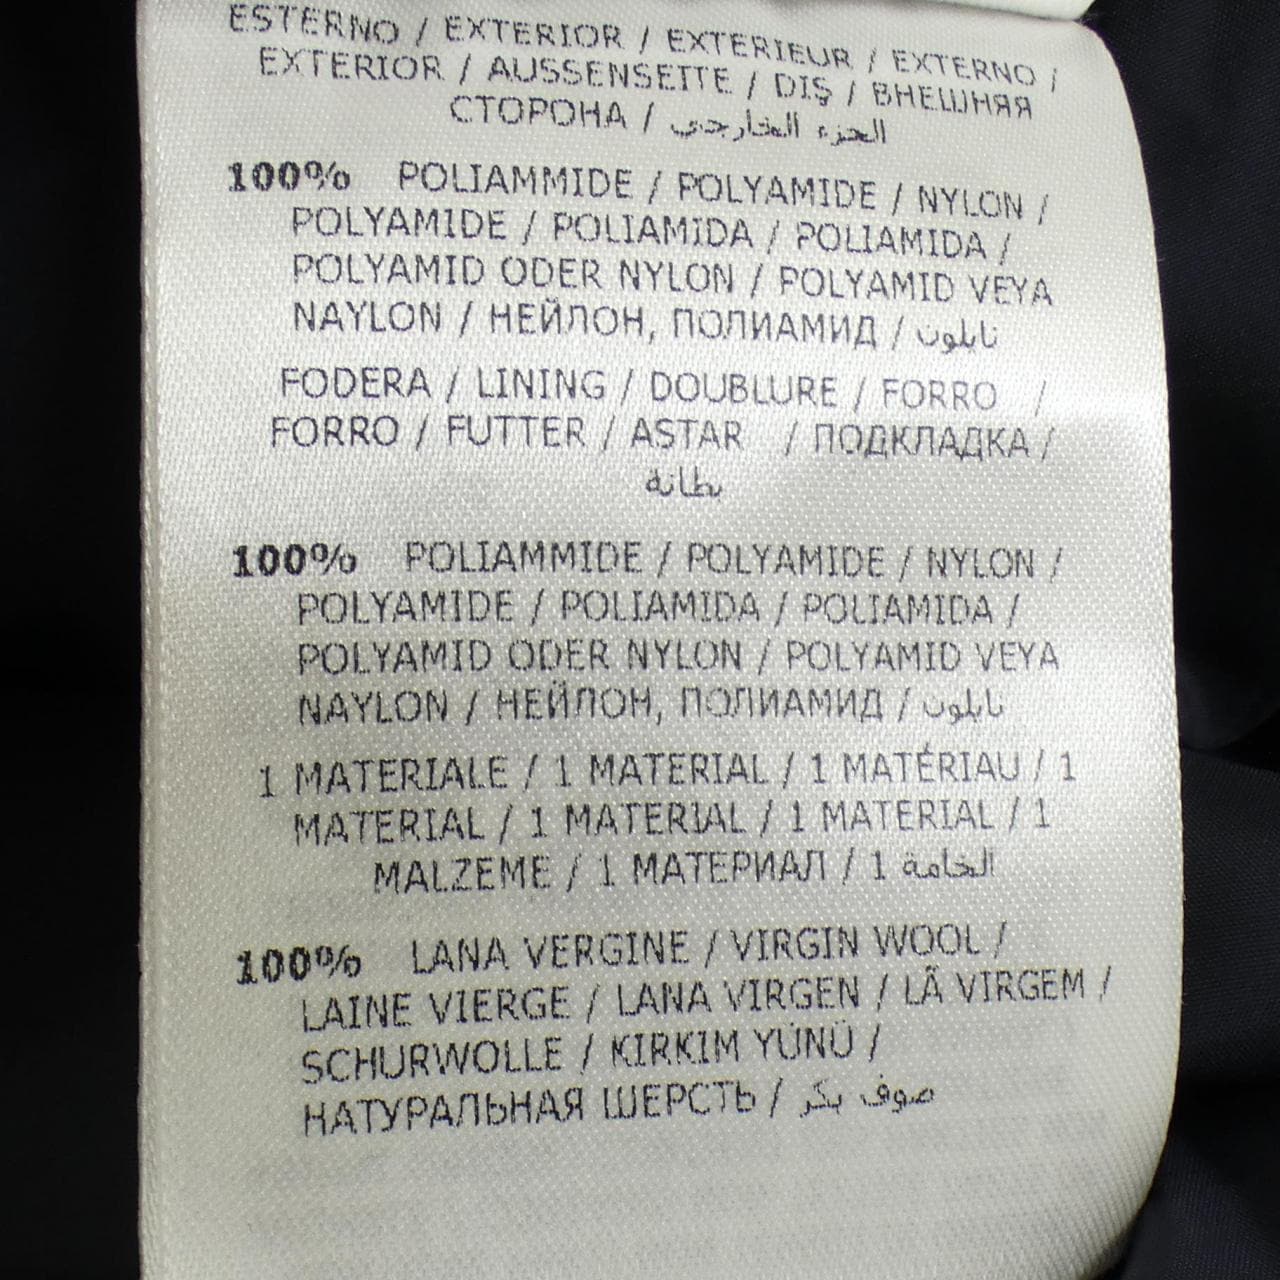 ESTERNO / EXTERIOR / EXTERIEUR / EXTERNO /
EXTERIOR / AUSSENSEITE / DIŞ / ВНЕШНЯЯ
СТОРОНА / الجزء الخارجي
100% POLIAMMIDE / POLYAMIDE / NYLON /
POLYAMIDE / POLIAMIDA / POLIAMIDA /
POLYAMID ODER NYLON / POLYAMID VEYA
NAYLON / НЕЙЛОН, ПОЛИАМИД / نايلون
FODERA / LINING / DOUBLURE / FORRO /
FORRO / FUTTER / ASTAR / ПОДКЛАДКА /
بطانة
100% POLIAMMIDE / POLYAMIDE / NYLON /
POLYAMIDE / POLIAMIDA / POLIAMIDA /
POLYAMID ODER NYLON / POLYAMID VEYA
NAYLON / НЕЙЛОН, ПОЛИАМИД / نايلون
1 MATERIALE / 1 MATERIAL / 1 MATÉRIAU / 1
MATERIAL / 1 MATERIAL / 1 MATERIAL / 1
MALZEME / 1 МАТЕРИАЛ / 1 الخامة
100% LANA VERGINE / VIRGIN WOOL /
LAINE VIERGE / LANA VIRGEN / LÃ VIRGEM /
SCHURWOLLE / KIRKIM YÜNÜ /
НАТУРАЛЬНАЯ ШЕРСТЬ / صوف بكر